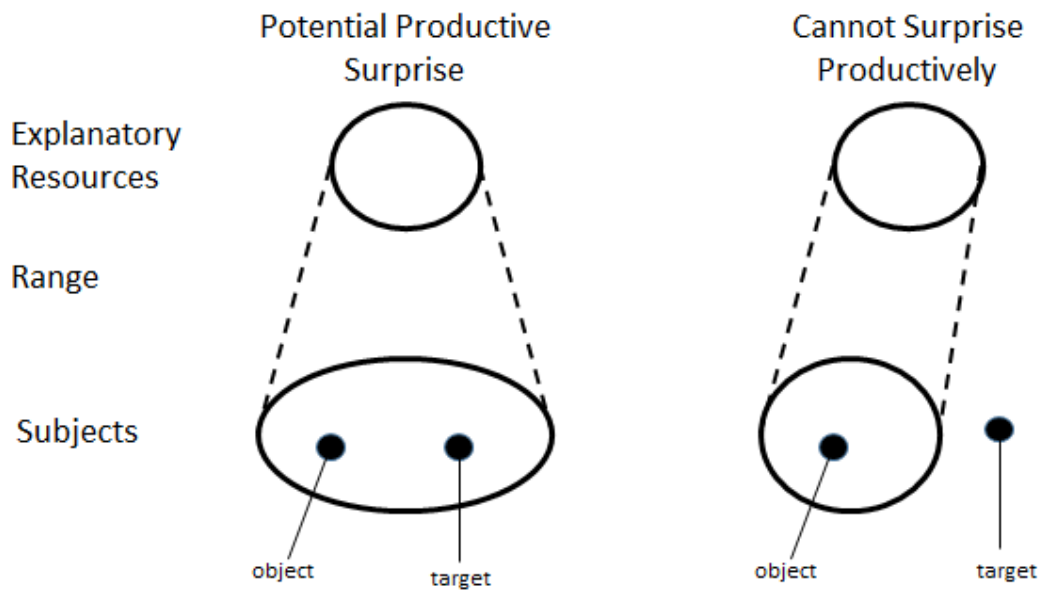 Potential Productive
Surprise
Cannot Surprise
Productively
Explanatory
Resources
Range
Subjects
object
target
object
target